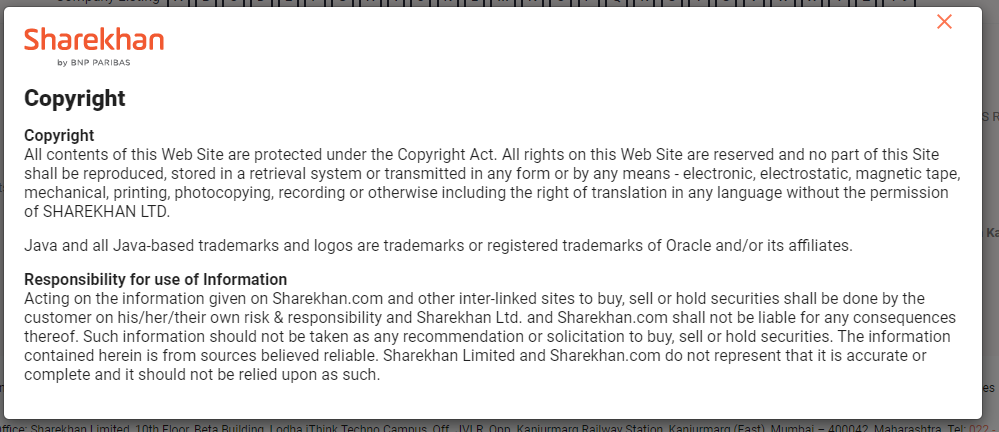 Company Listing
Sharekhan
by BNP PARIBAS
Copyright
Copyright
All contents of this Web Site are protected under the Copyright Act. All rights on this Web Site are reserved and no part of this Site
shall be reproduced, stored in a retrieval system or transmitted in any form or by any means - electronic, electrostatic, magnetic tape,
mechanical, printing, photocopying, recording or otherwise including the right of translation in any language without the permission
of SHAREKHAN LTD.
Java and all Java-based trademarks and logos are trademarks or registered trademarks of Oracle and/or its affiliates.
Responsibility for use of Information
Acting on the information given on Sharekhan.com and other inter-linked sites to buy, sell or hold securities shall be done by the
customer on his/her/their own risk & responsibility and Sharekhan Ltd. and Sharekhan.com shall not be liable for any consequences
thereof. Such information should not be taken as any recommendation or solicitation to buy, sell or hold securities. The information
contained herein is from sources believed reliable. Sharekhan Limited and Sharekhan.com do not represent that it is accurate or
complete and it should not be relied upon as such.
ffice: Sharekhan Limited, 10th Floor, Beta Building, Lodha iThink Techno Campus, Off. JVLR, Opp. Kanjurmarg Railway Station, Kanjurmarg (East), Mumbai – 400042, Maharashtra. Tel: 022 -